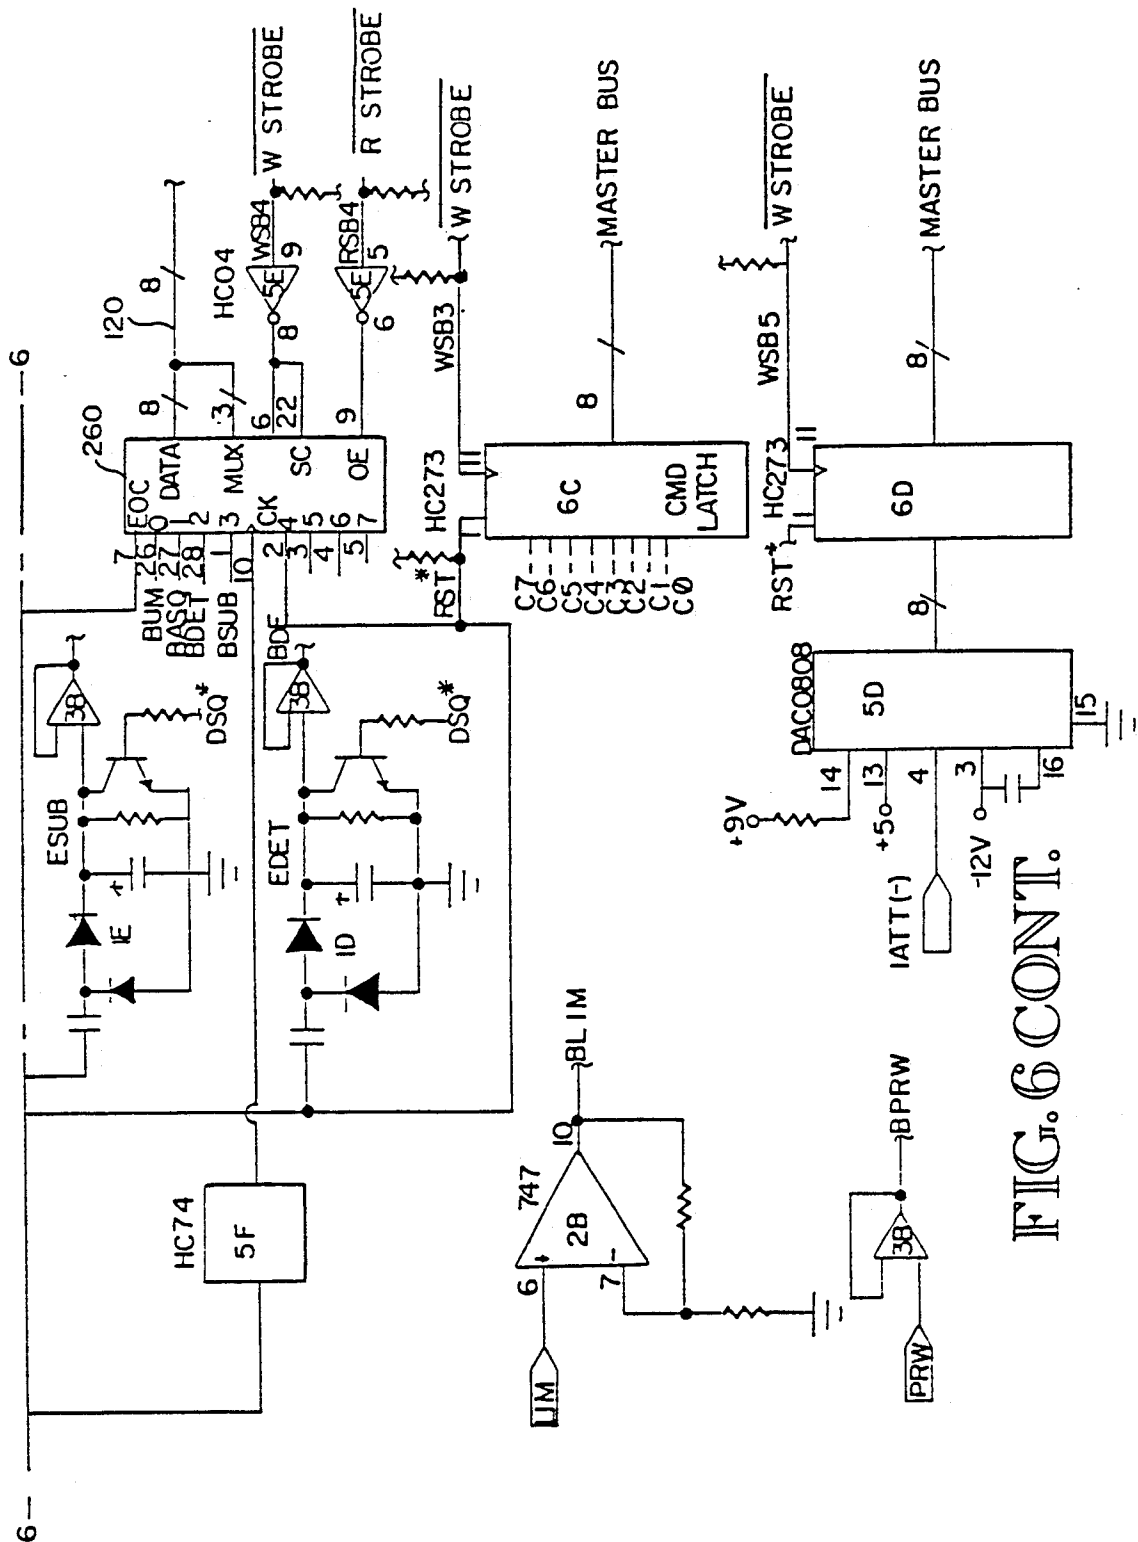 6
6
HC74
5F
ESUB
1E
+
3B
DSQ*
EDET
1D
+
3B
DSQ*
BDE
7
26
27
28
1
10
2
3
4
5
BUM
BASQ
BDET
BSUB
260
EOC
0
1
2
3
CK
4
5
6
7
DATA
MUX
SC
OE
8
3
6
22
9
120
8
HC04
5E
8
WSB4
9
W STROBE
5E
6
RSB4
5
R STROBE
WSB3
W STROBE
RST*
HC273
1
11
6C
CMD
LATCH
C7
C6
C5
C4
C3
C2
C1
C0
8
MASTER BUS
747
2B
6
+
7
-
10
BLIM
PRW
3B
BPRW
WSB5
W STROBE
RST*
HC273
1
11
6D
8
MASTER BUS
8
DAC0808
5D
+9V
14
+5
13
IATT(-)
4
-12V
3
16
15
FIG. 6 CONT.